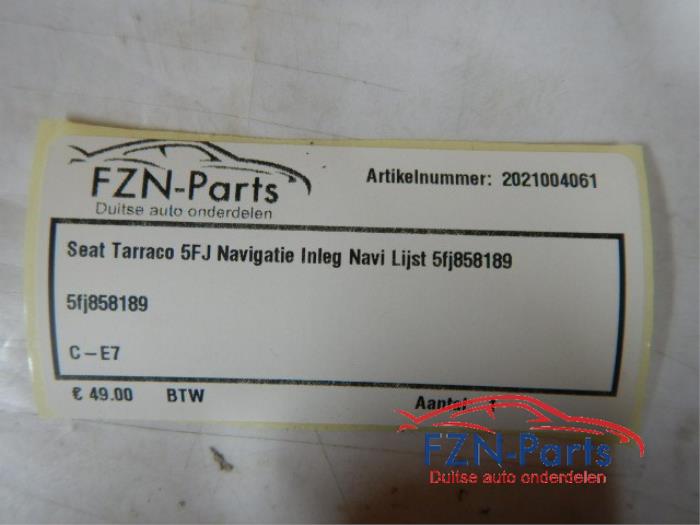 FZN-Parts
Duitse auto onderdelen
Artikelnummer: 2021004061
Seat Tarraco 5FJ Navigatie Inleg Navi Lijst 5fj858189
5fj858189
C-E7
€ 49.00 BTW
Aantal
FZN-Parts
Duitse auto onderdelen